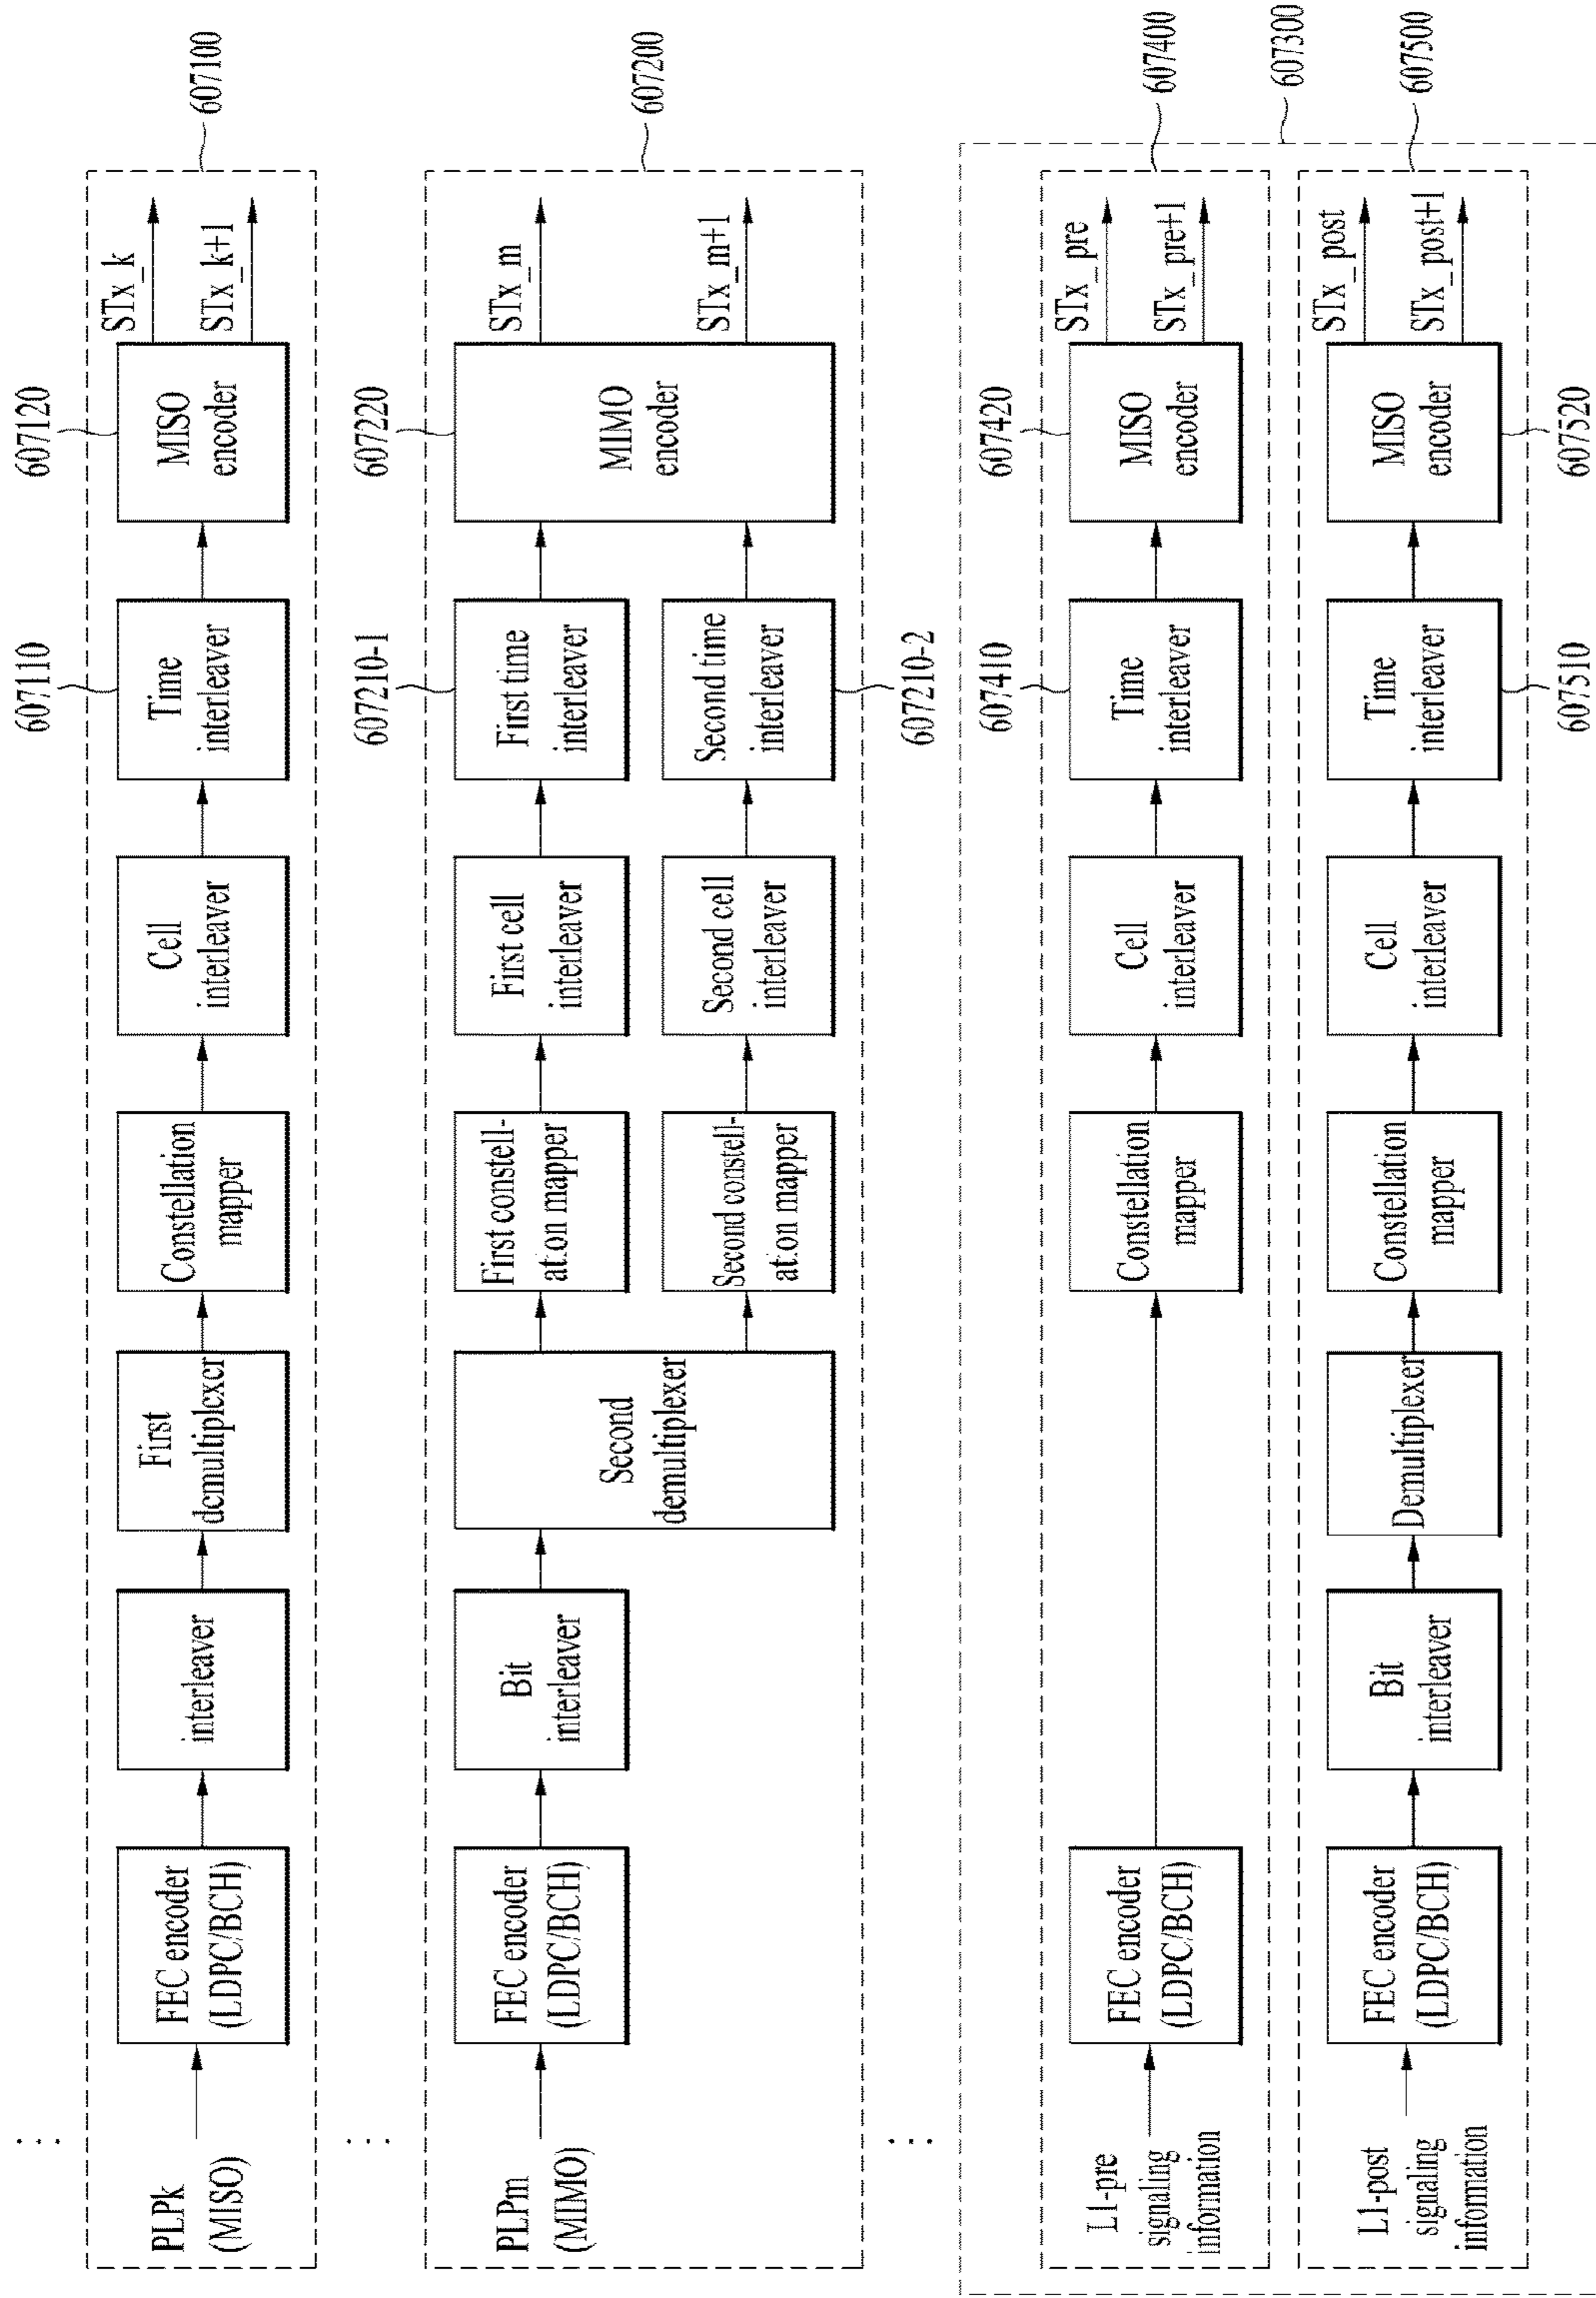 607110
607120
PLPk
(MISO)
FEC encoder
(LDPC/BCH)
interleaver
First
demultiplexer
Constellation
mapper
Cell
interleaver
Time
interleaver
MISO
encoder
STx_k
STx_k+1
607100
607210-1
607220
PLPm
(MIMO)
FEC encoder
(LDPC/BCH)
Bit
interleaver
Second
demultiplexer
First constell-
ation mapper
First cell
interleaver
First time
interleaver
MIMO
encoder
STx_m
STx_m+1
Second constell-
ation mapper
Second cell
interleaver
Second time
interleaver
607200
607210-2
607410
607420
L1-pre
signaling
information
FEC encoder
(LDPC/BCH)
Constellation
mapper
Cell
interleaver
Time
interleaver
MISO
encoder
STx_pre
STx_pre+1
607400
607300
L1-post
signaling
information
FEC encoder
(LDPC/BCH)
Bit
interleaver
Demultiplexer
Constellation
mapper
Cell
interleaver
Time
interleaver
MISO
encoder
STx_post
STx_post+1
607500
607510
607520